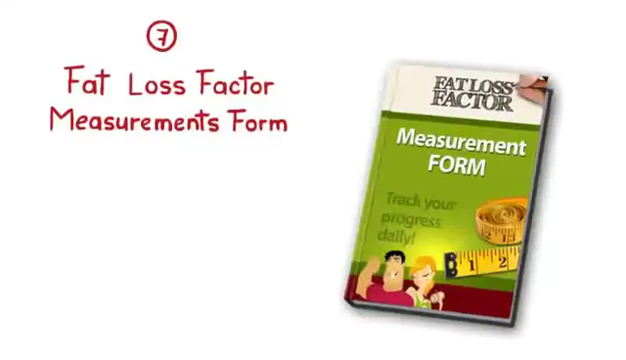 7
Fat Loss Factor
Measurements Form
FAT LOSS
FACTOR
Measurement
FORM
Track your
progress
daily!
1 2